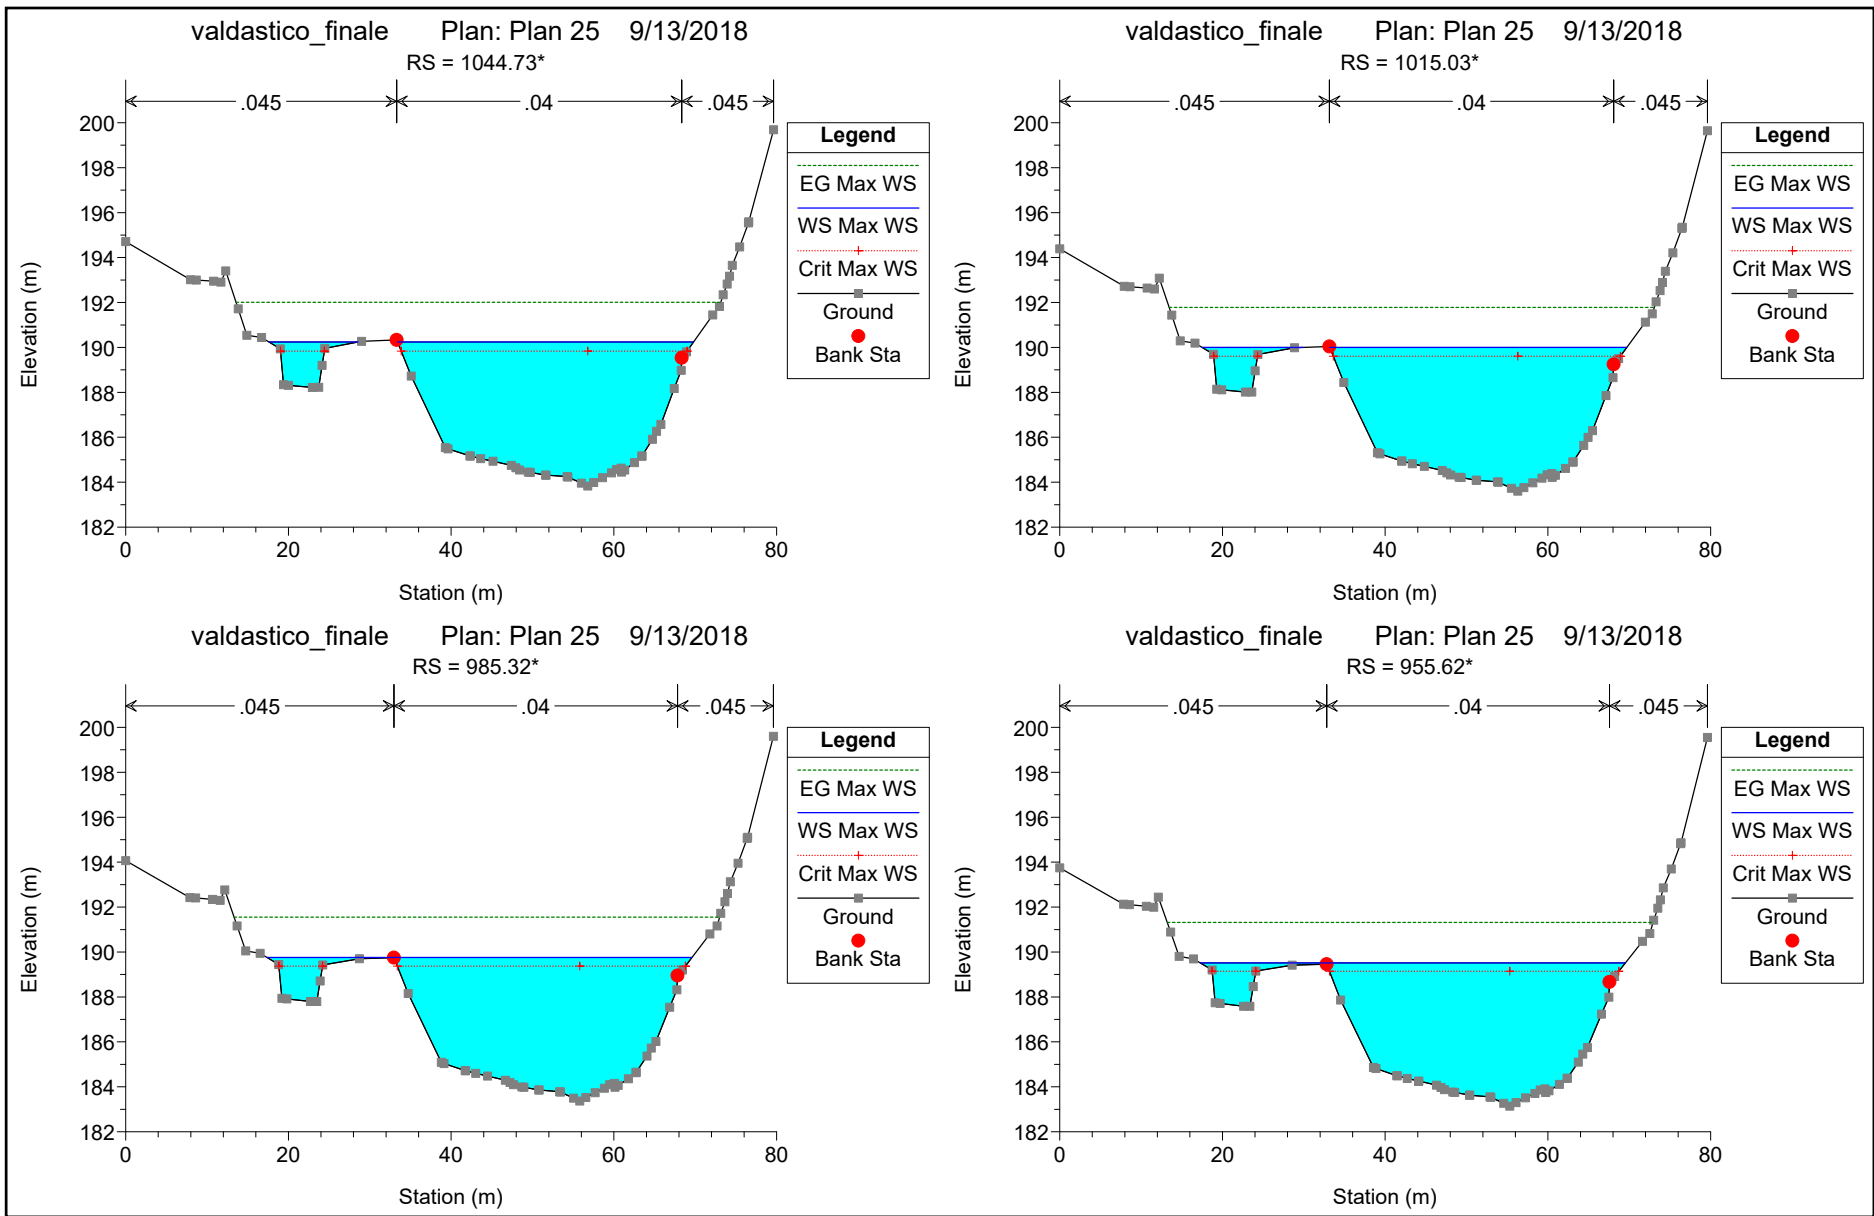 valdastico_finale Plan: Plan 25 9/13/2018
RS = 1044.73*
.045 .04 .045
200
198
196
194
192
190
188
186
184
182
0 20 40 60 80
Elevation (m)
Station (m)
Legend
EG Max WS
WS Max WS
Crit Max WS
Ground
Bank Sta
valdastico_finale Plan: Plan 25 9/13/2018
RS = 1015.03*
.045 .04 .045
200
198
196
194
192
190
188
186
184
182
0 20 40 60 80
Elevation (m)
Station (m)
Legend
EG Max WS
WS Max WS
Crit Max WS
Ground
Bank Sta
valdastico_finale Plan: Plan 25 9/13/2018
RS = 985.32*
.045 .04 .045
200
198
196
194
192
190
188
186
184
182
0 20 40 60 80
Elevation (m)
Station (m)
Legend
EG Max WS
WS Max WS
Crit Max WS
Ground
Bank Sta
valdastico_finale Plan: Plan 25 9/13/2018
RS = 955.62*
.045 .04 .045
200
198
196
194
192
190
188
186
184
182
0 20 40 60 80
Elevation (m)
Station (m)
Legend
EG Max WS
WS Max WS
Crit Max WS
Ground
Bank Sta